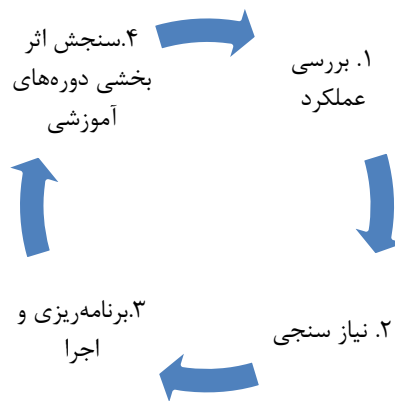 ۱. بررسی
عملکرد
۲. نیاز سنجی
۳.برنامه‌ریزی و
اجرا
۴.سنجش اثر
بخشی دوره‌های
آموزشی